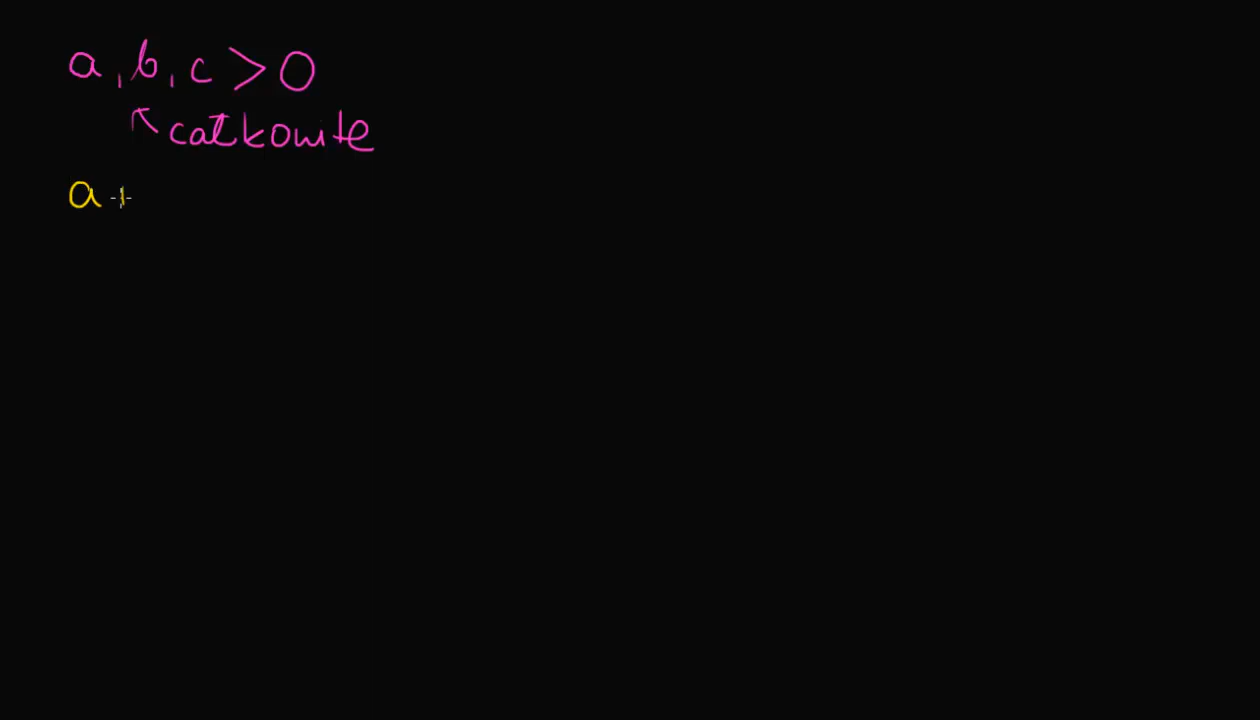 a, b, c > 0
całkowite
a +